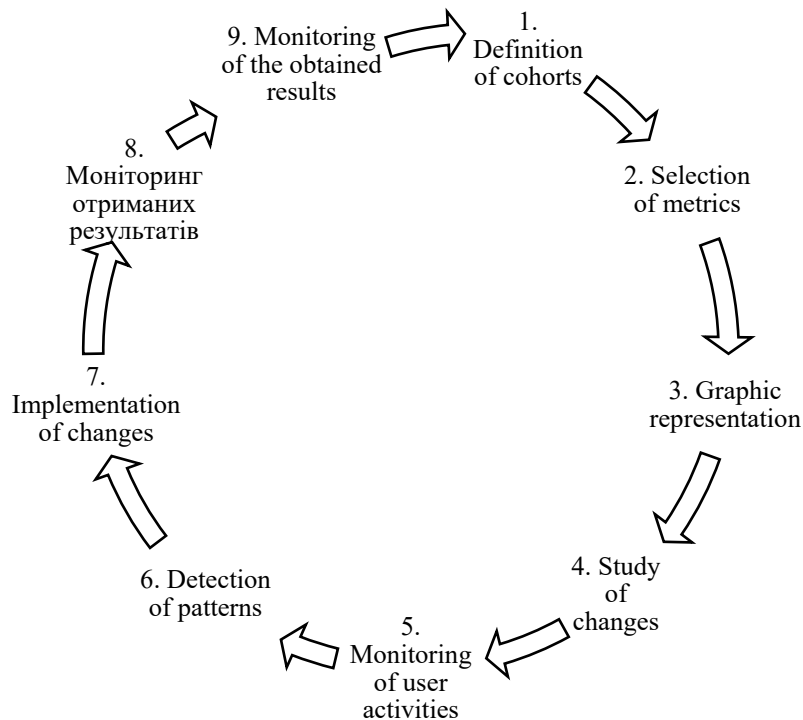 1.
Definition
of cohorts
2. Selection
of metrics
3. Graphic
representation
4. Study
of
changes
5.
Monitoring
of user
activities
6. Detection
of patterns
7.
Implementation
of changes
8.
Моніторинг
отриманих
результатів
9. Monitoring
of the obtained
results